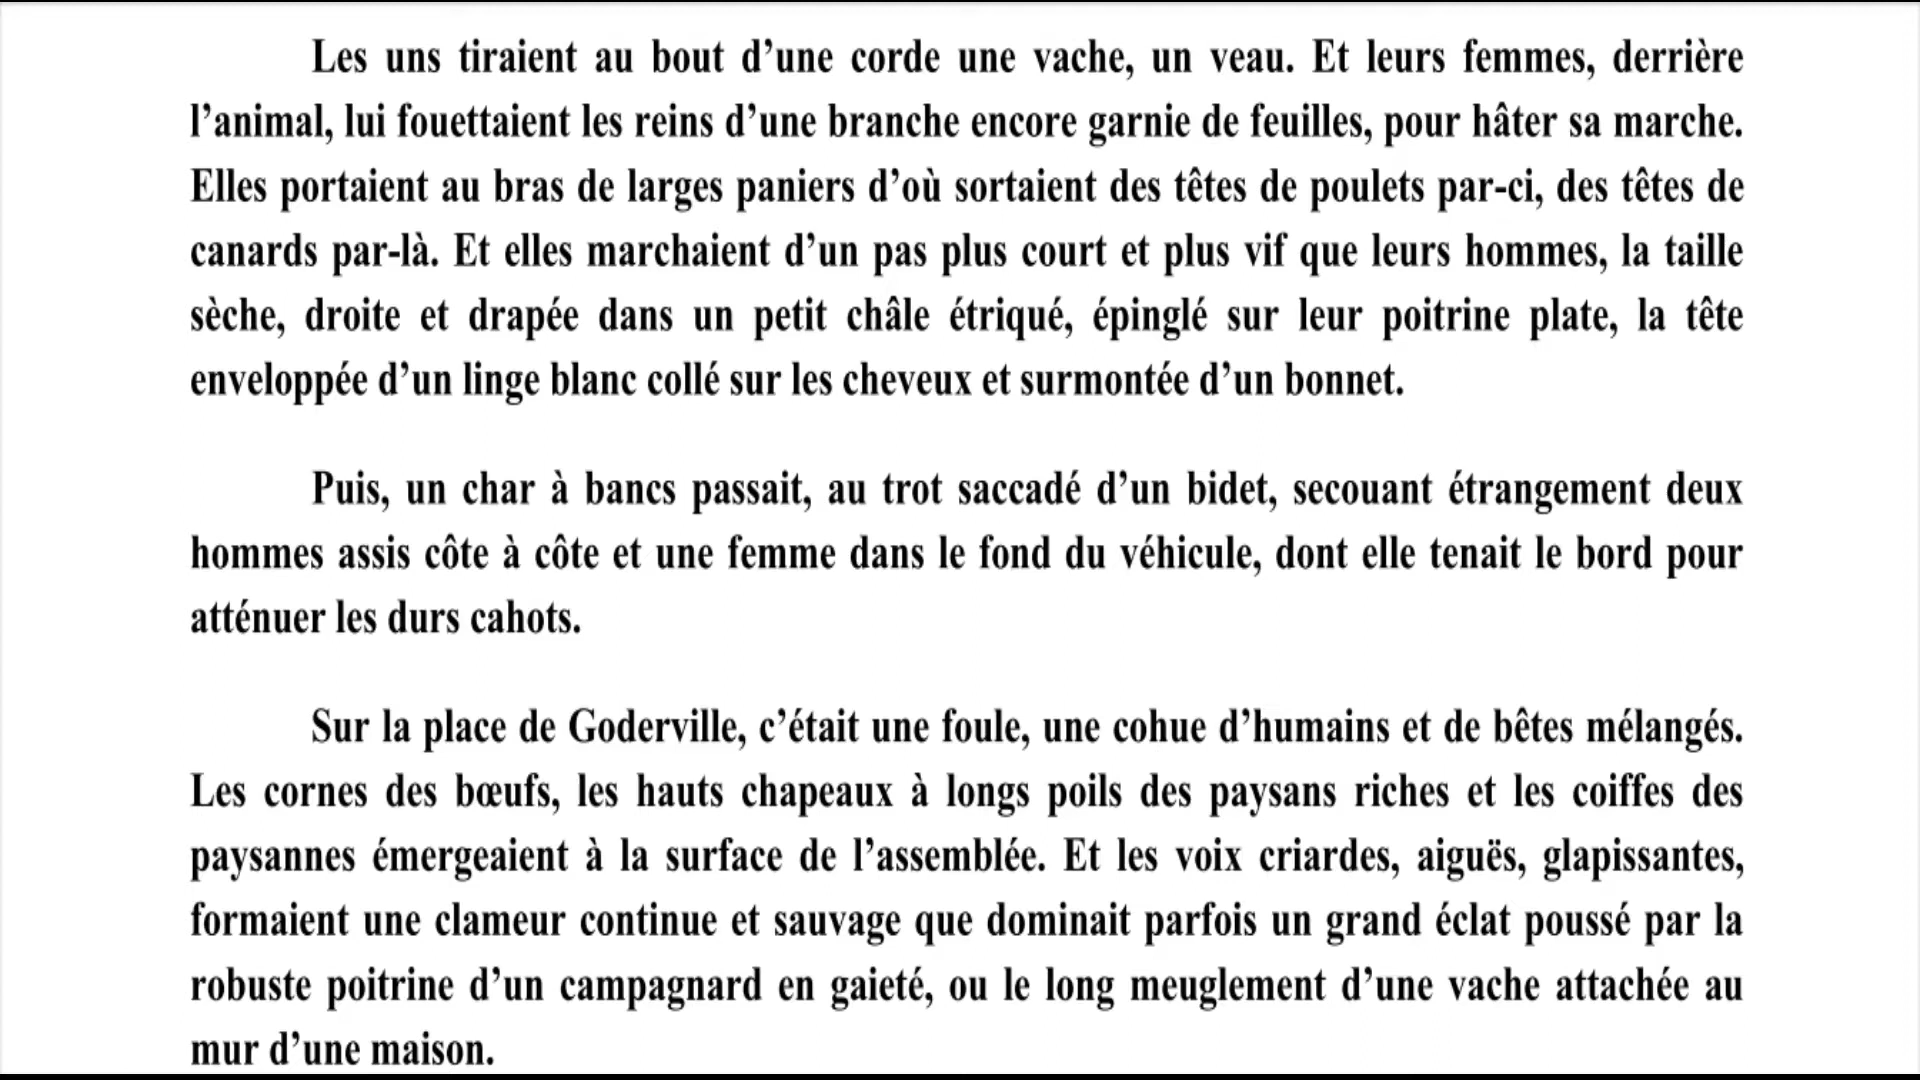 Les uns tiraient au bout d’une corde une vache, un veau. Et leurs femmes, derrière
l’animal, lui fouettaient les reins d’une branche encore garnie de feuilles, pour hâter sa marche.
Elles portaient au bras de larges paniers d’où sortaient des têtes de poulets par-ci, des têtes de
canards par-là. Et elles marchaient d’un pas plus court et plus vif que leurs hommes, la taille
sèche, droite et drapée dans un petit châle étriqué, épinglé sur leur poitrine plate, la tête
enveloppée d’un linge blanc collé sur les cheveux et surmontée d’un bonnet.
Puis, un char à bancs passait, au trot saccadé d’un bidet, secouant étrangement deux
hommes assis côte à côte et une femme dans le fond du véhicule, dont elle tenait le bord pour
atténuer les durs cahots.
Sur la place de Goderville, c’était une foule, une cohue d’humains et de bêtes mélangés.
Les cornes des bœufs, les hauts chapeaux à longs poils des paysans riches et les coiffes des
paysannes émergeaient à la surface de l’assemblée. Et les voix criardes, aiguës, glapissantes,
formaient une clameur continue et sauvage que dominait parfois un grand éclat poussé par la
robuste poitrine d’un campagnard en gaieté, ou le long meuglement d’une vache attachée au
mur d’une maison.